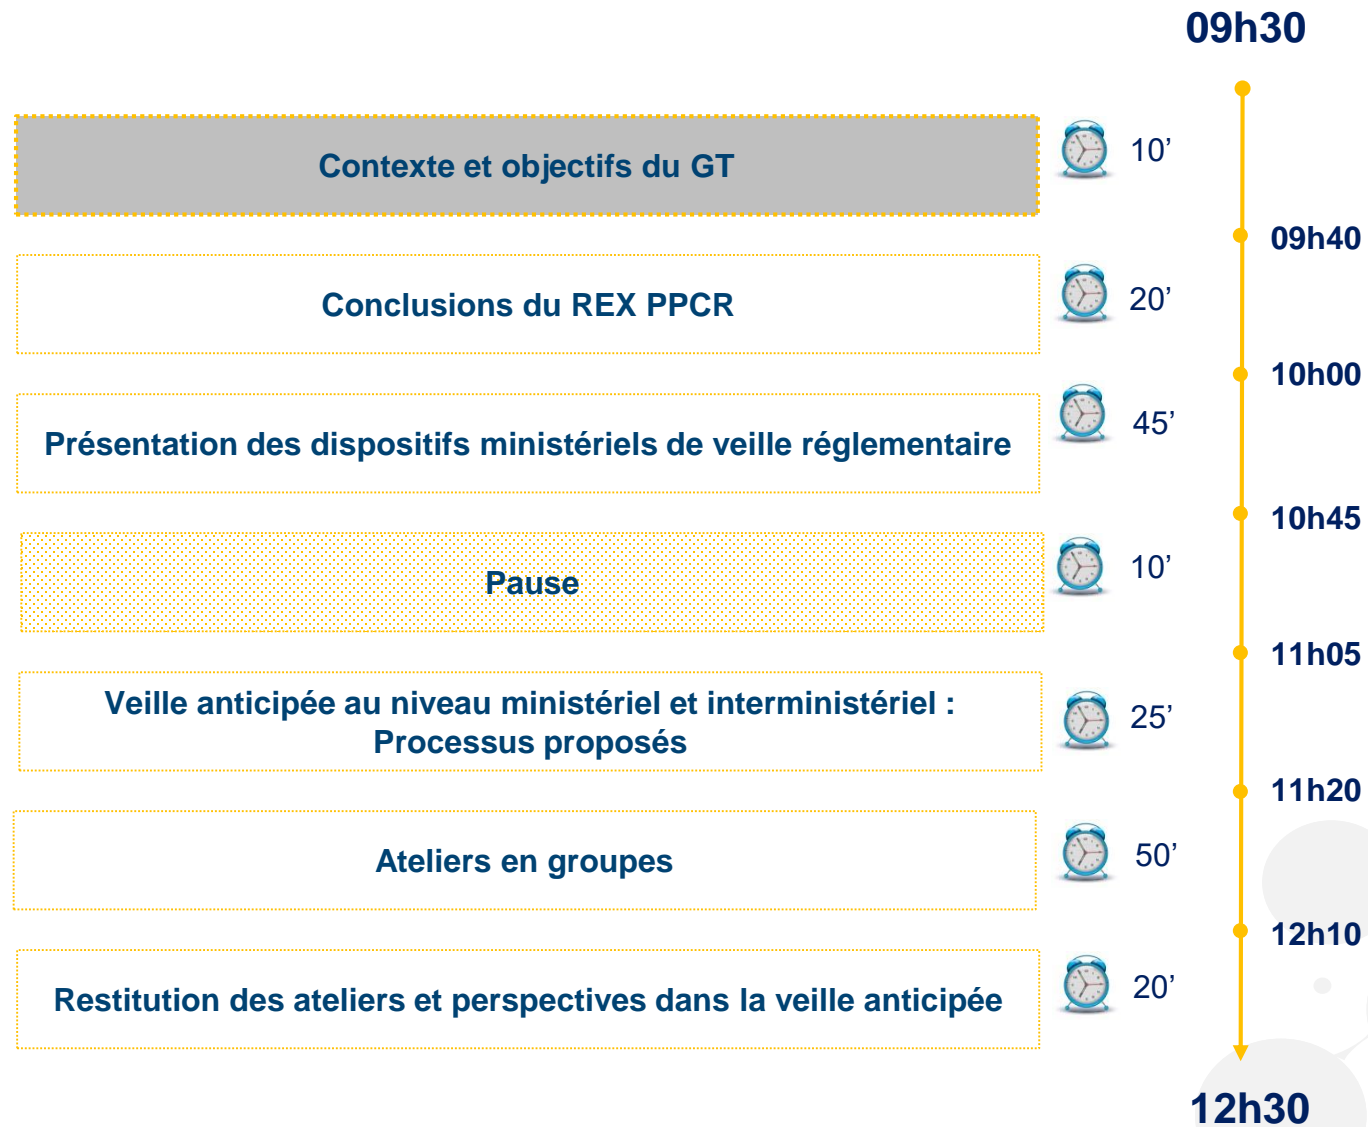 09h30
Contexte et objectifs du GT
10’
09h40
Conclusions du REX PPCR
20’
10h00
Présentation des dispositifs ministériels de veille réglementaire
45’
10h45
Pause
10’
11h05
Veille anticipée au niveau ministériel et interministériel :
Processus proposés
25’
11h20
Ateliers en groupes
50’
12h10
Restitution des ateliers et perspectives dans la veille anticipée
20’
12h30